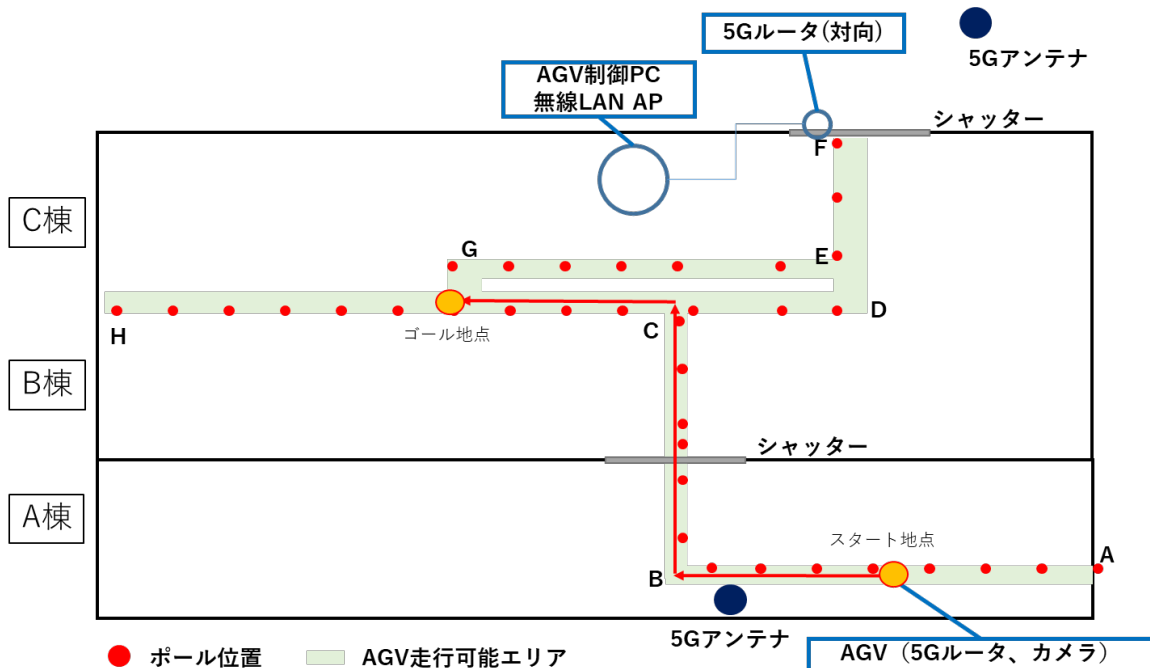 5Gルータ(対向)
5Gアンテナ
AGV制御PC
無線LAN AP
シャッター
F
C棟
G
E
H
ゴール地点
C
D
B棟
シャッター
A棟
スタート地点
A
B
5Gアンテナ
ポール位置
AGV走行可能エリア
AGV（5Gルータ、カメラ）